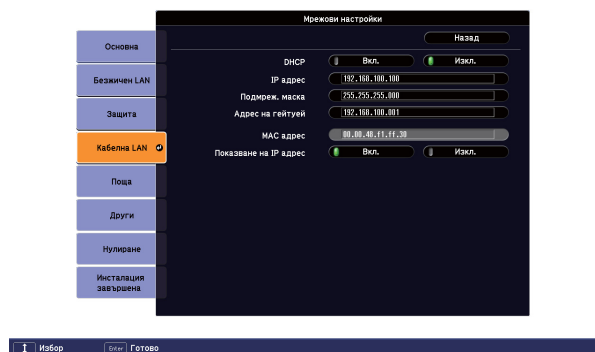 Мрежови настройки
Назад
Основна
Безжичен LAN
Защита
Кабелна LAN
Поща
Други
Нулиране
Инсталация
завършена
DHCP Вкл. Изкл.
IP адрес 192.168.100.100
Подмреж. маска 255.255.255.000
Адрес на гейтуей 192.168.100.001
MAC адрес 00.00.48.f1.ff.30
Показване на IP адрес Вкл. Изкл.
Избор Enter Готово